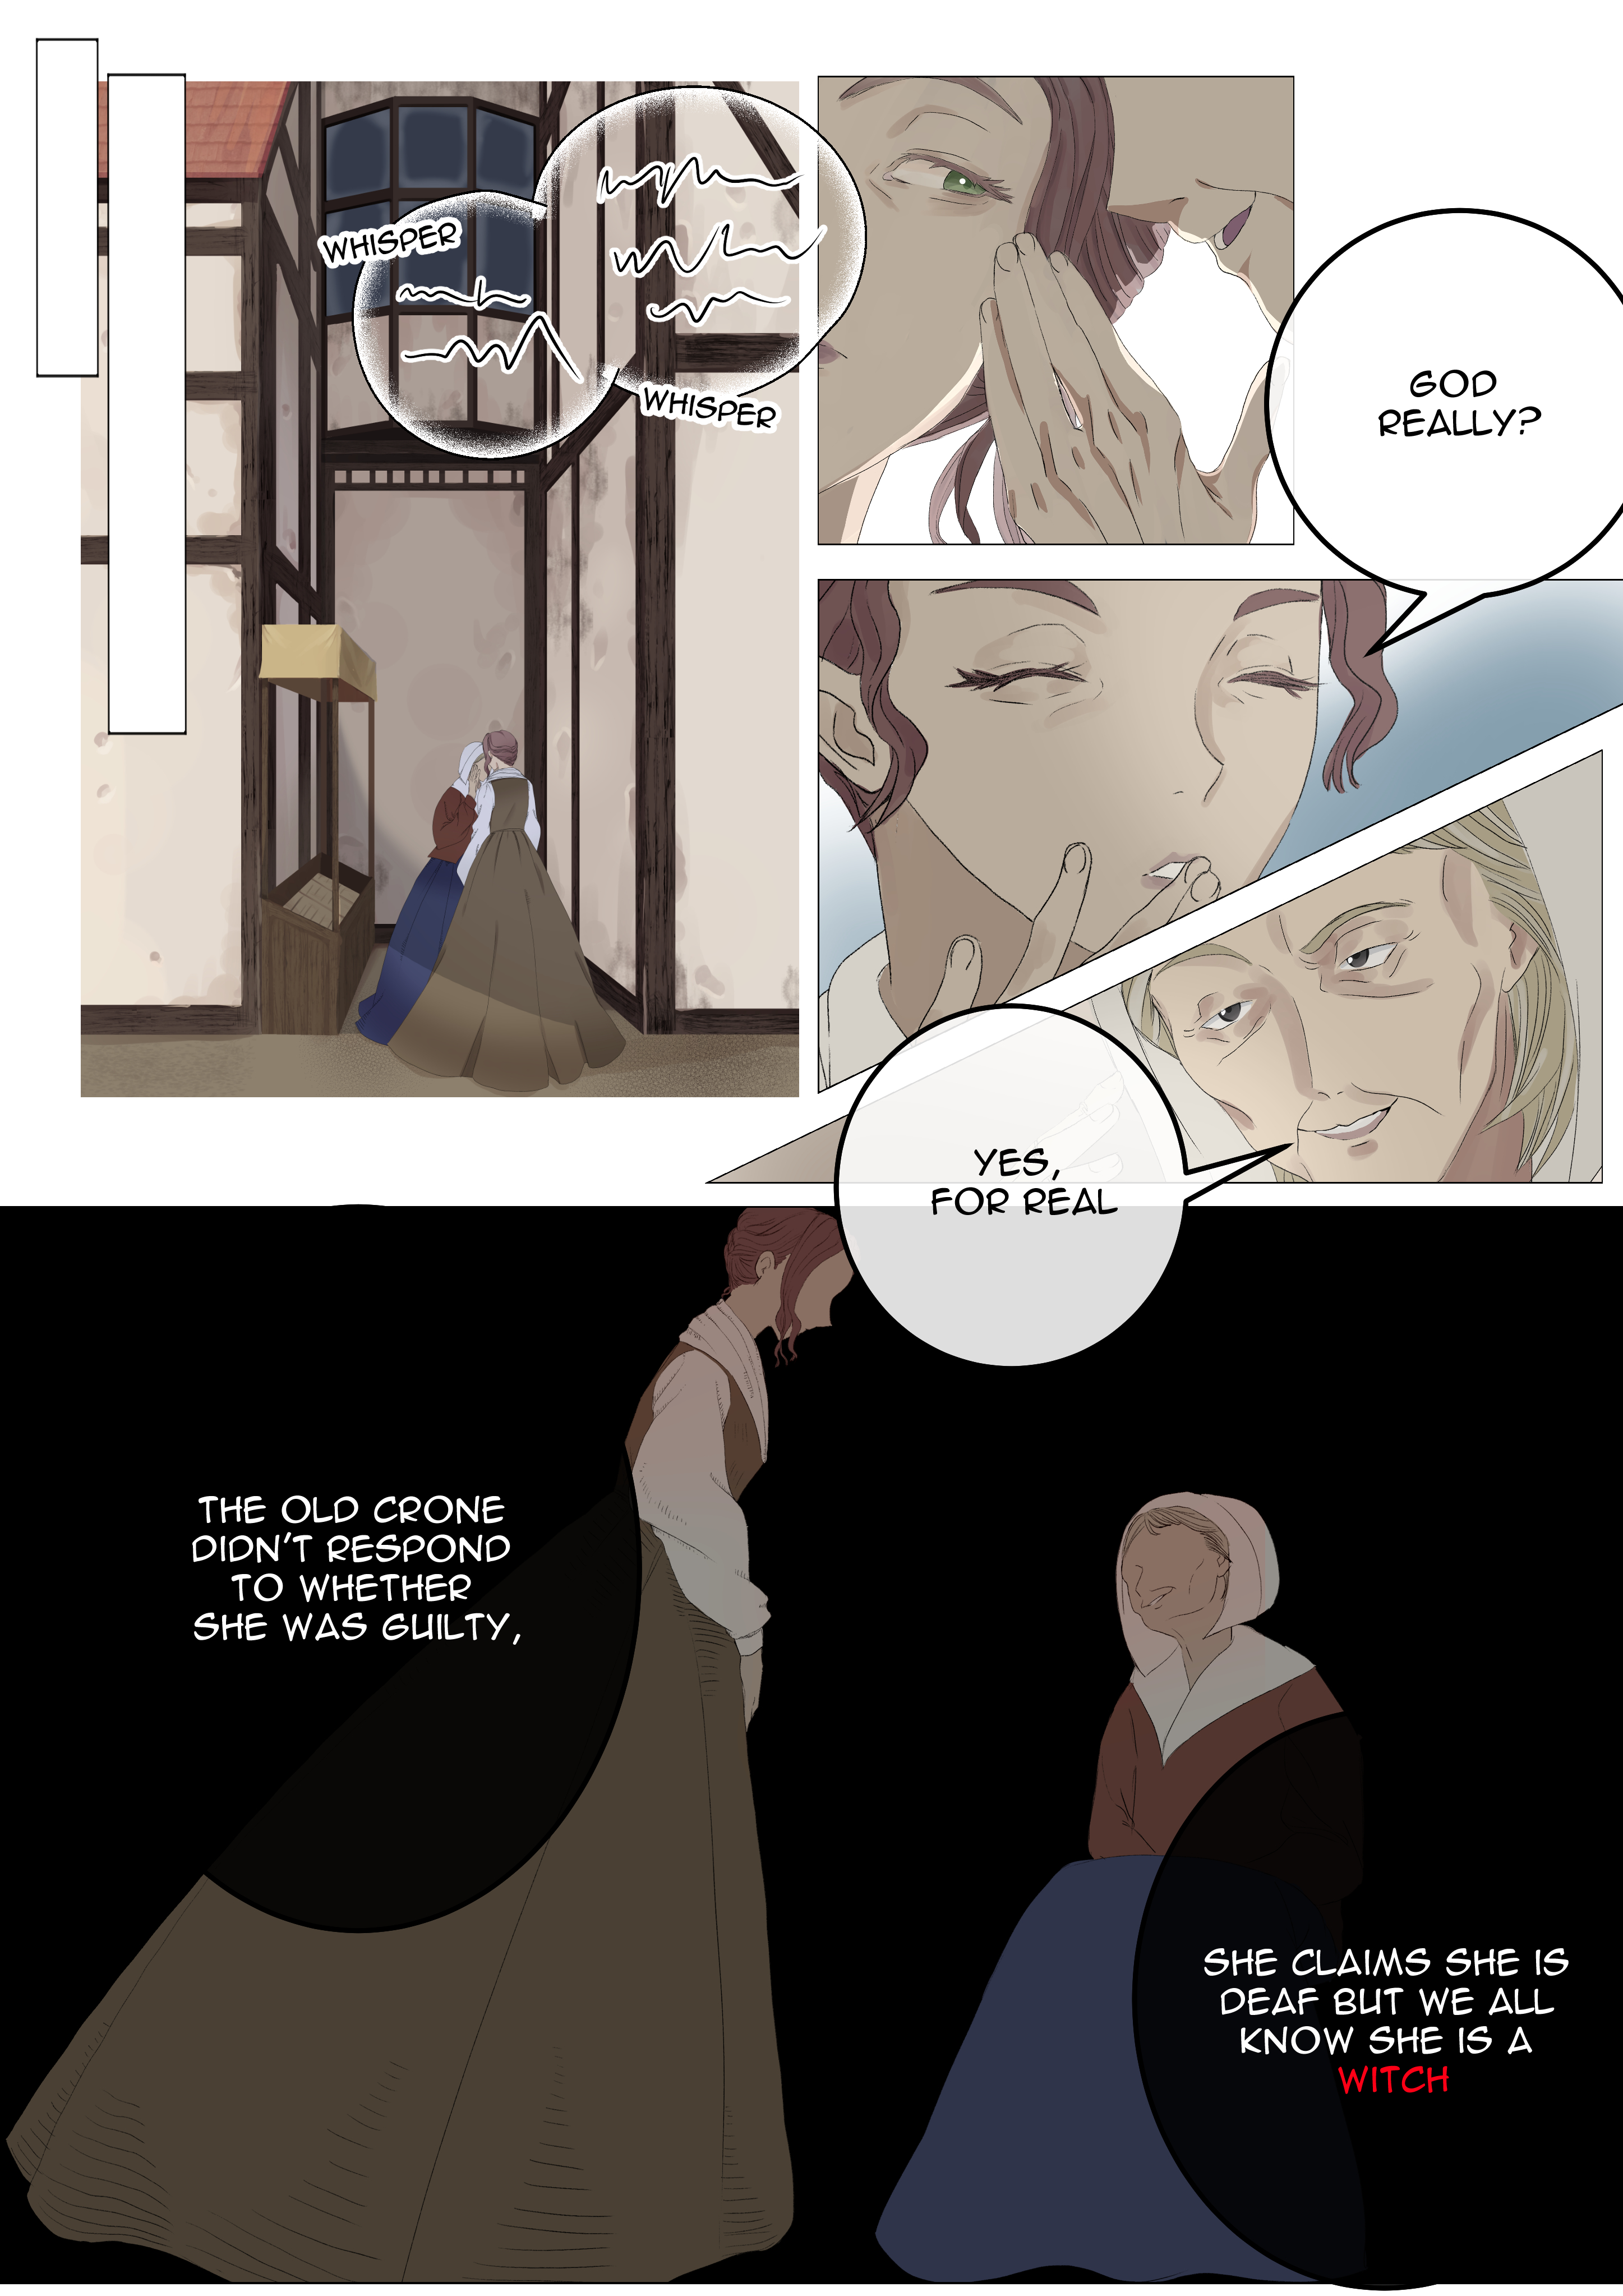 WHISPER
WHISPER
GOD
REALLY?
YES,
FOR REAL
THE OLD CRONE
DIDN'T RESPOND
TO WHETHER
SHE WAS GUILTY,
SHE CLAIMS SHE IS
DEAF BUT WE ALL
KNOW SHE IS A
WITCH